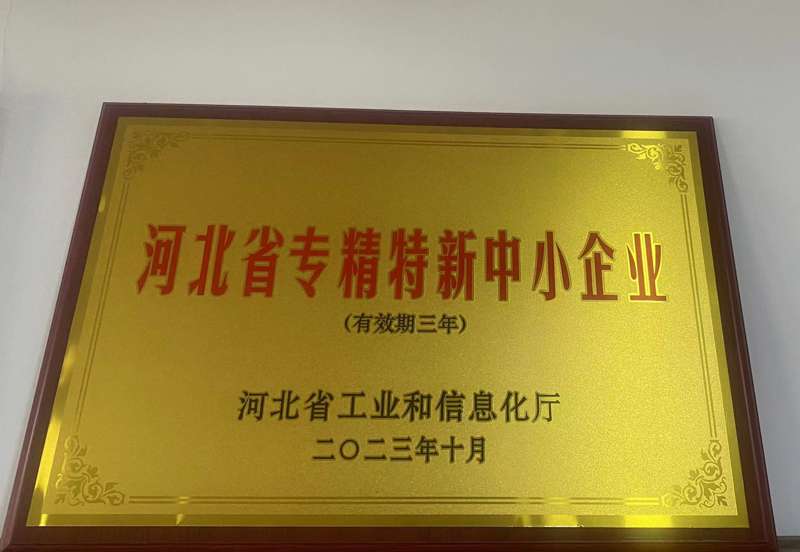 河北省专精特新中小企业
(有效期三年)
河北省工业和信息化厅
二〇二三年十月